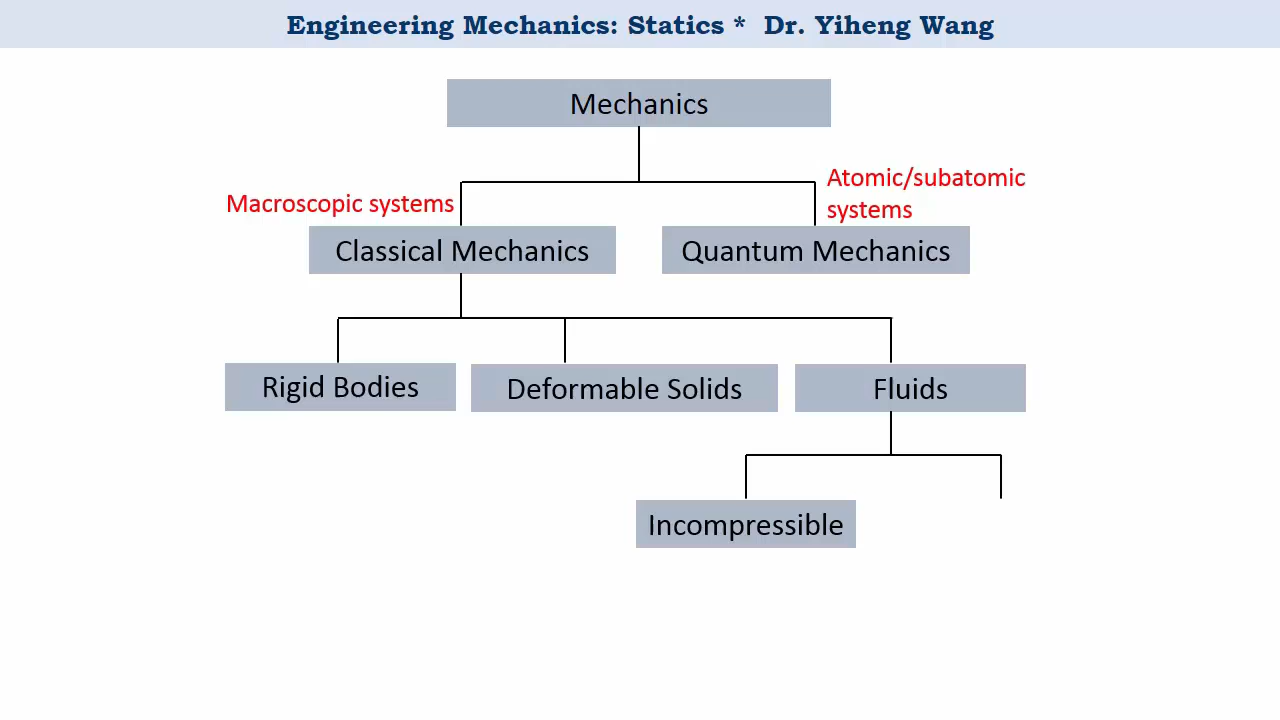 Engineering Mechanics: Statics * Dr. Yiheng Wang
Mechanics
Macroscopic systems
Atomic/subatomic
systems
Classical Mechanics
Quantum Mechanics
Rigid Bodies
Deformable Solids
Fluids
Incompressible